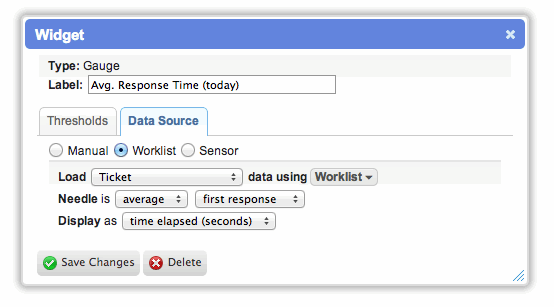 Widget
Type: Gauge
Label: Avg. Response Time (today)
Thresholds Data Source
Manual Worklist Sensor
Load Ticket data using Worklist
Needle is average first response
Display as time elapsed (seconds)
Save Changes Delete